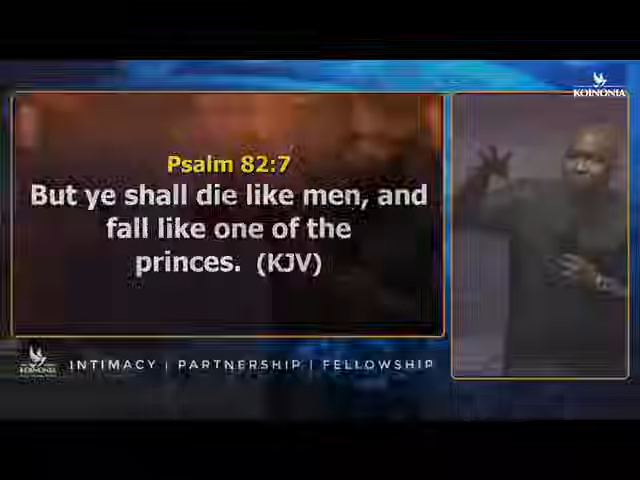 KOINONIA
Psalm 82:7
But ye shall die like men, and
fall like one of the
princes. (KJV)
KOINONIA
INTIMACY | PARTNERSHIP | FELLOWSHIP